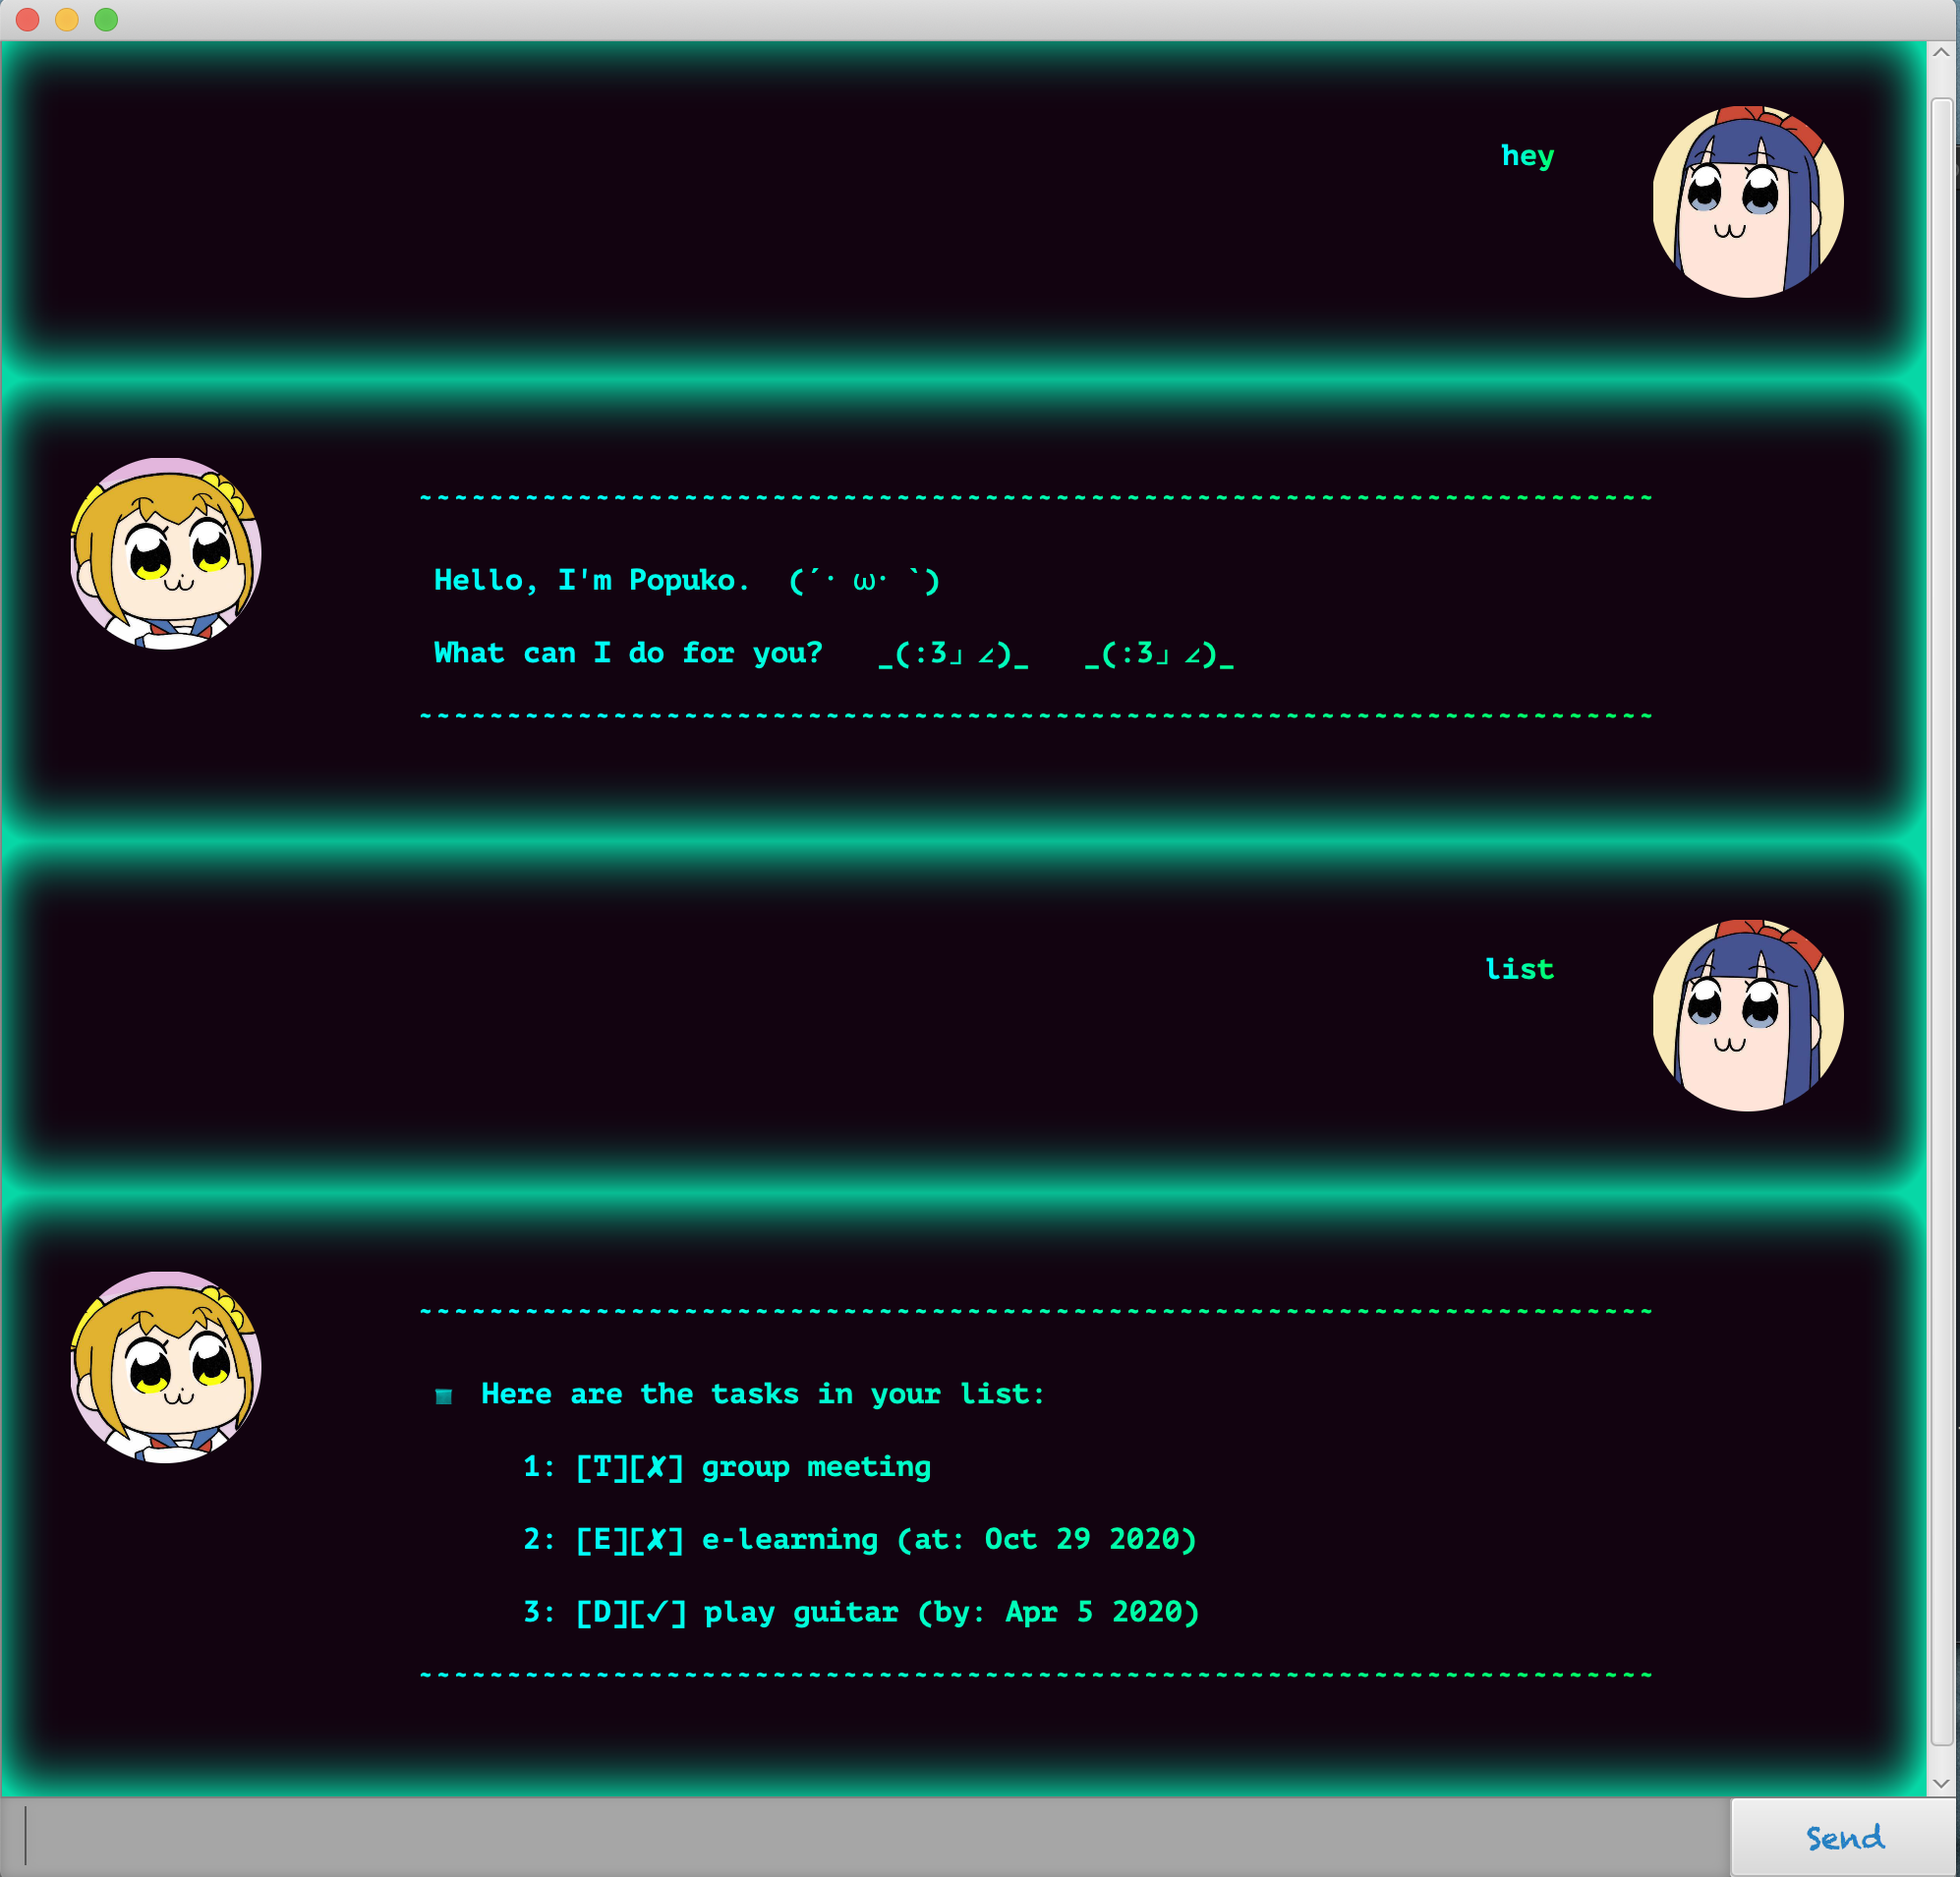 hey
~~~~~~~~~~~~~~~~~~~~~~~~~~~~~~~~~~~~~~~~~~~~~~~~~~~~~~~~~~~~~~~~~~~~~~
Hello, I'm Popuko.  (´･ ω･ `)
What can I do for you?   _(:3」∠)_   _(:3」∠)_
~~~~~~~~~~~~~~~~~~~~~~~~~~~~~~~~~~~~~~~~~~~~~~~~~~~~~~~~~~~~~~~~~~~~~~
list
~~~~~~~~~~~~~~~~~~~~~~~~~~~~~~~~~~~~~~~~~~~~~~~~~~~~~~~~~~~~~~~~~~~~~~
Here are the tasks in your list:
1: [T][✘] group meeting
2: [E][✘] e-learning (at: Oct 29 2020)
3: [D][✓] play guitar (by: Apr 5 2020)
~~~~~~~~~~~~~~~~~~~~~~~~~~~~~~~~~~~~~~~~~~~~~~~~~~~~~~~~~~~~~~~~~~~~~~
Send